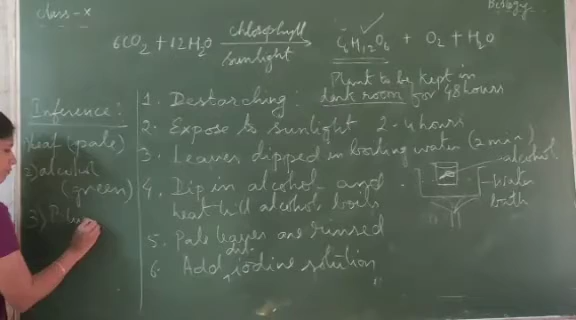 class-x
Biology
6CO2 + 12H2O chlorophyll sunlight C6H12O6 + O2 + H2O
Plant to be kept in
1. Destarching: dark room for 48 hours
2. Expose to sunlight 2-4 hours
3. Leaves dipped in boiling water (2 min)
4. Dip in alcohol and
heat till alcohol boils
5. Pale leaves are rinsed
6. Add dil. iodine solution
alcohol
Water
bath
Inference:
1) leaf (pale)
2) alcohol
(green)
3)